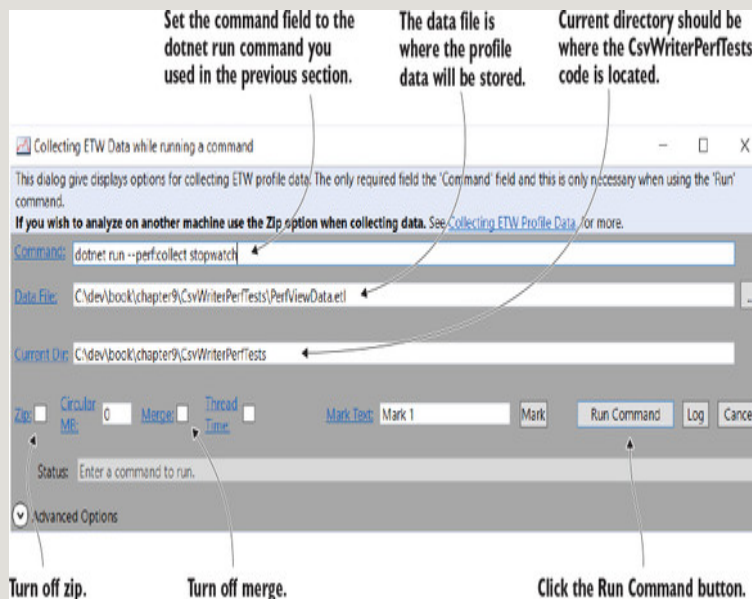 Set the command field to the
dotnet run command you
used in the previous section.
The data file is
where the profile
data will be stored.
Current directory should be
where the CsvWriterPerfTests
code is located.
Collecting ETW Data while running a command
This dialog give displays options for collecting ETW profile data. The only required field the 'Command' field and this is only necessary when using the 'Run'
command.
If you wish to analyze on another machine use the Zip option when collecting data. See Collecting ETW Profile Data for more.
Command: dotnet run --perf:collect stopwatch
Data File: C:\dev\book\chapter9\CsvWriterPerfTests\PerfViewData.etl ...
Current Dir: C:\dev\book\chapter9\CsvWriterPerfTests
Zip: Circular MB: 0 Merge: Thread Time: Mark Text: Mark 1 Mark Run Command Log Cance
Status: Enter a command to run.
Advanced Options
Turn off zip.
Turn off merge.
Click the Run Command button.